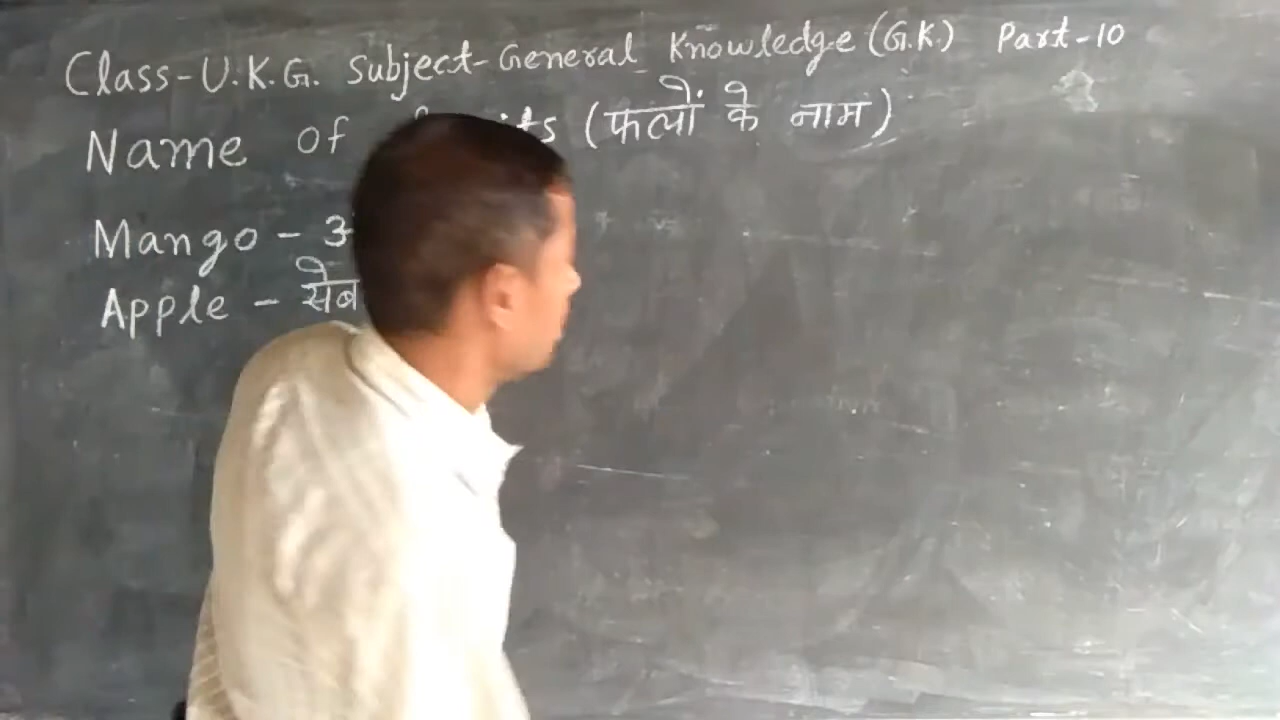 Class-U.K.G. Subject-General Knowledge (G.K.) Part-10
Name of (फलों के नाम)
Mango -
Apple - सेब